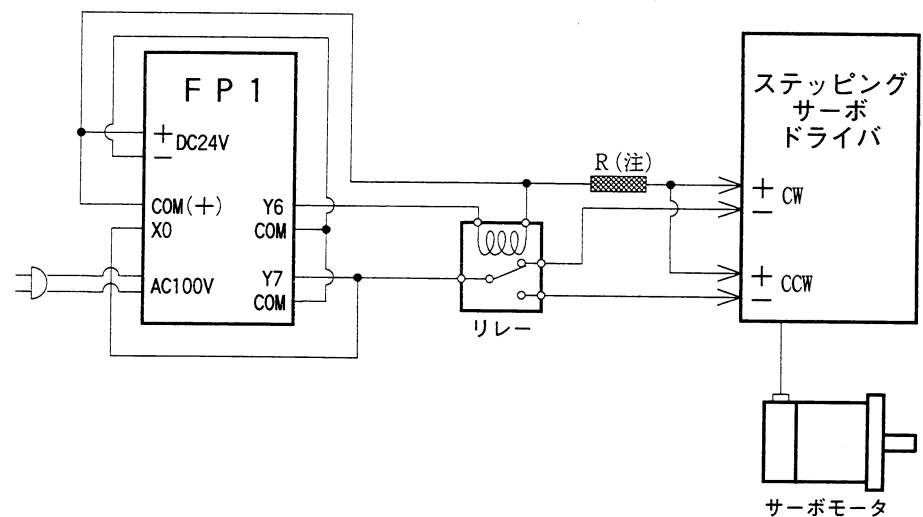 FP1
+
DC24V
−
COM(+)
X0
AC100V
Y6
COM
Y7
COM
R(注)
リレー
ステッピング
サーボ
ドライバ
+
CW
−
+
CCW
−
サーボモータ